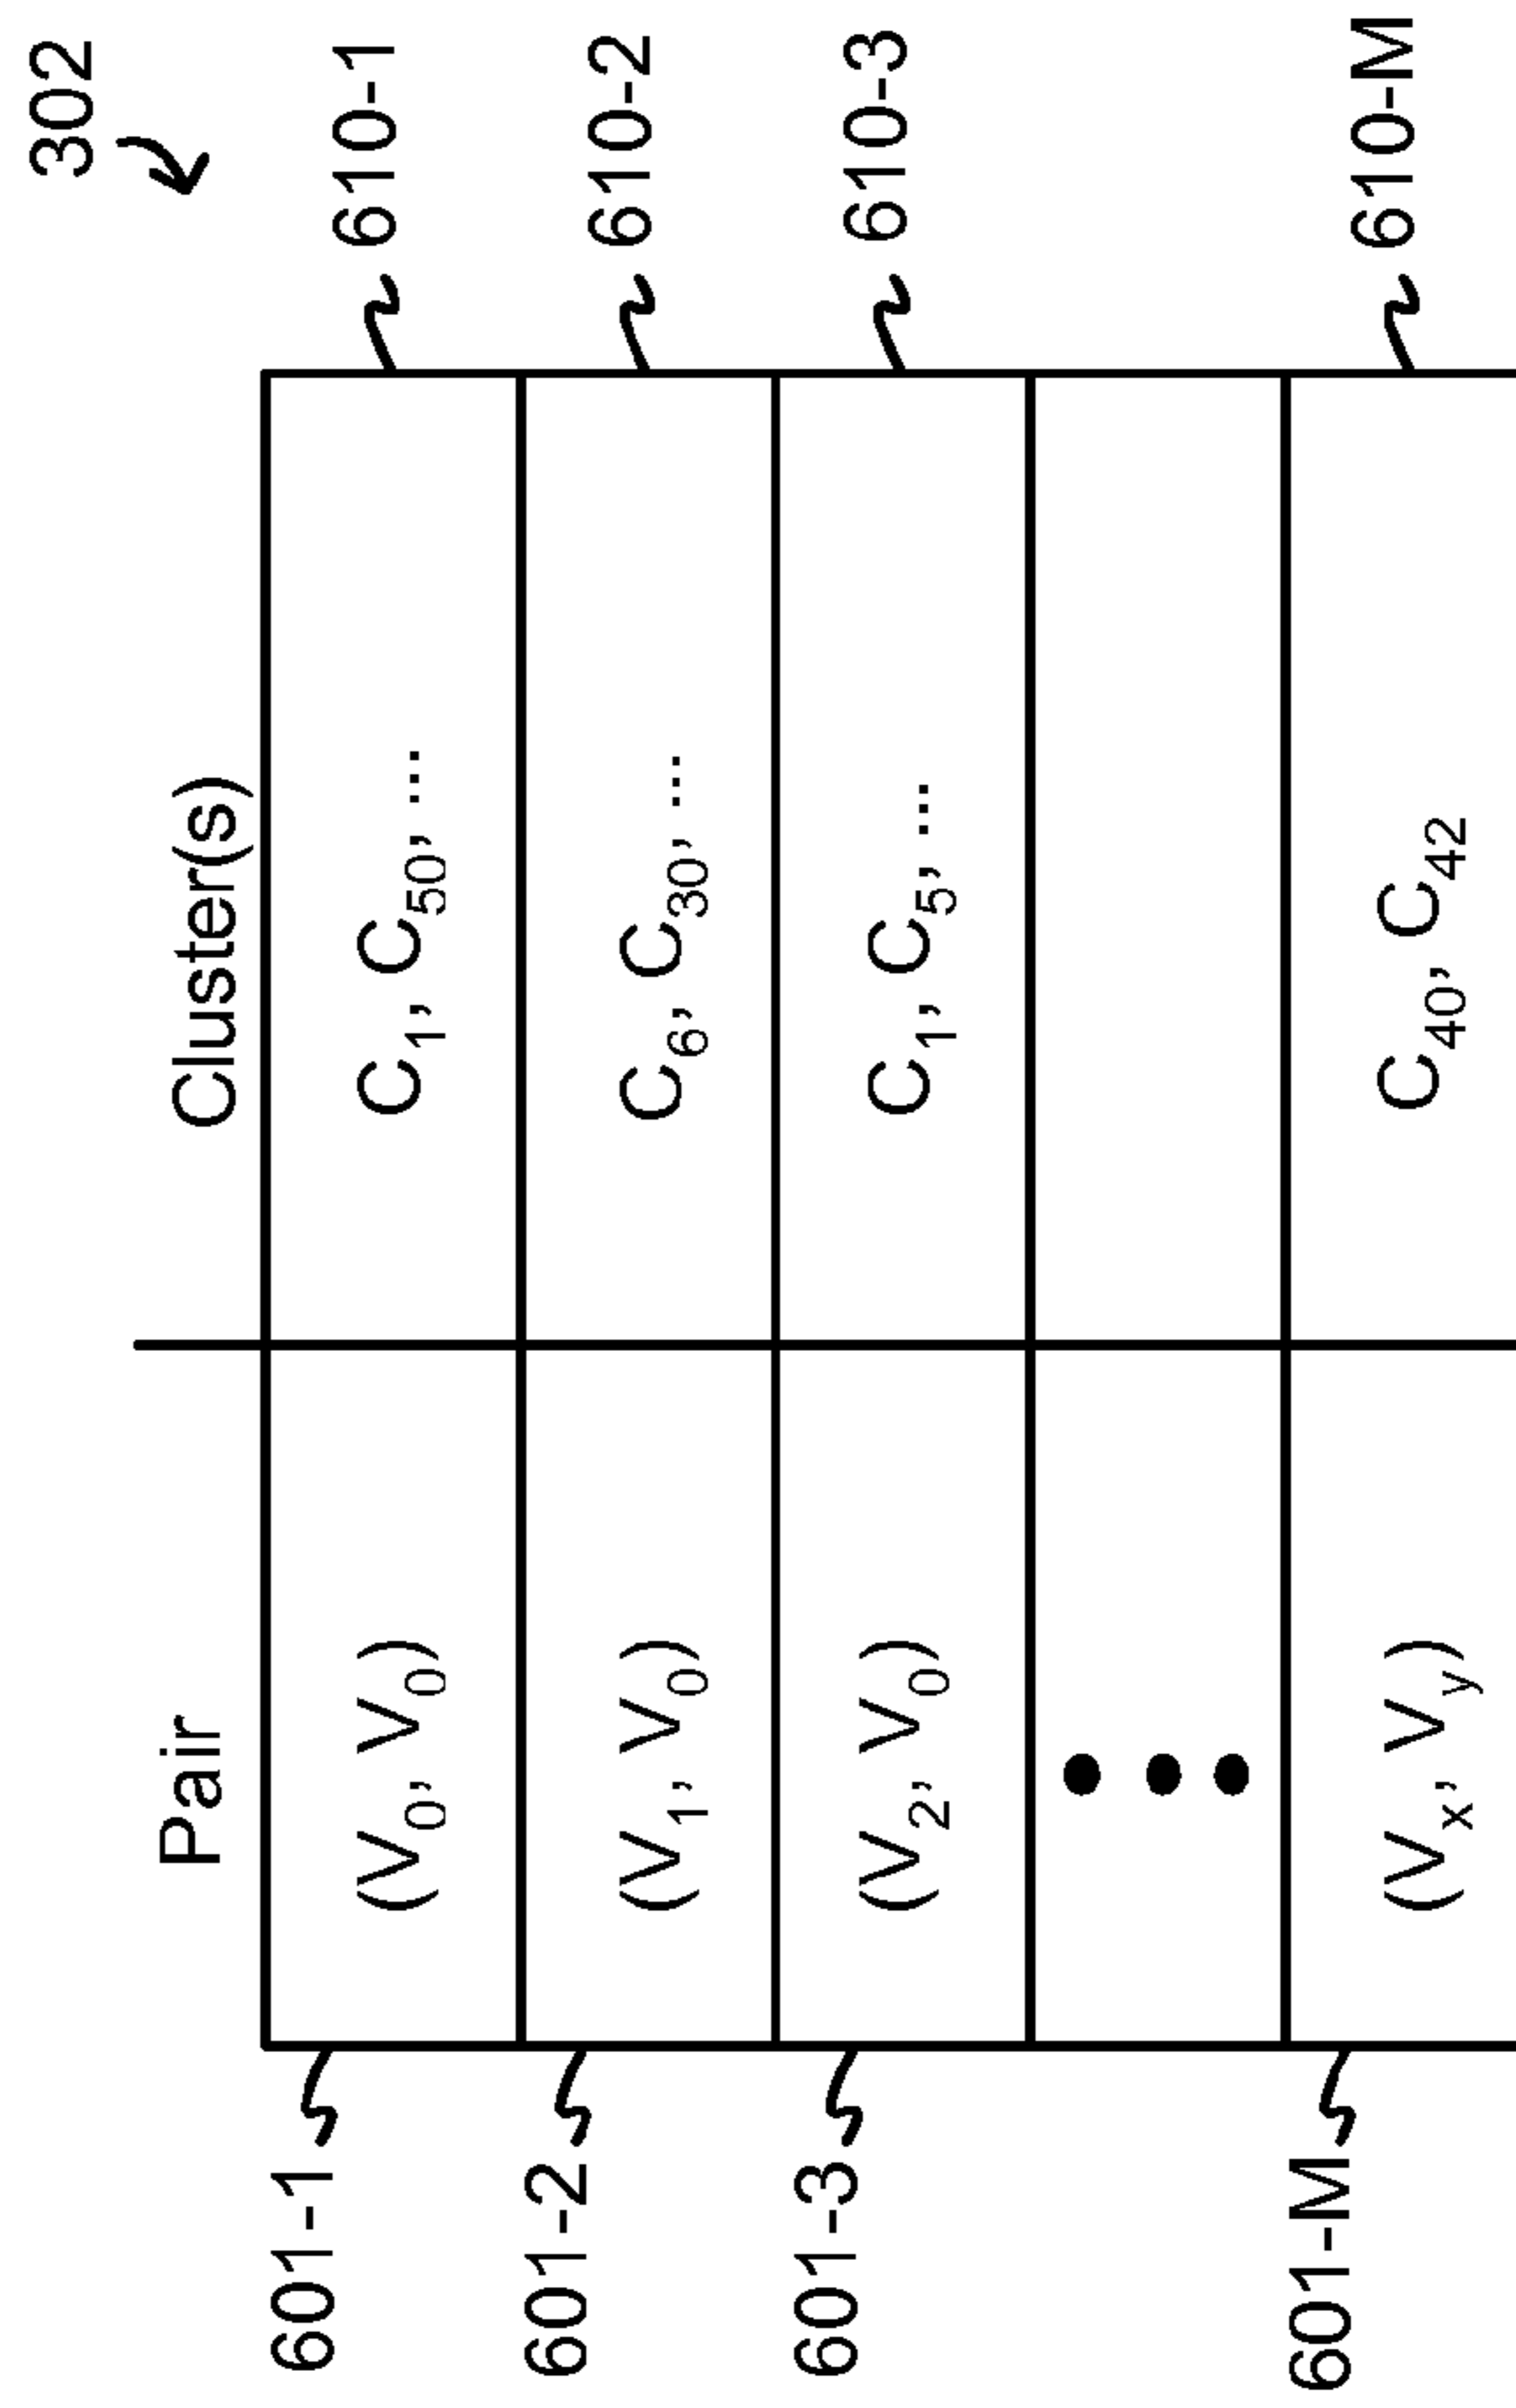 302
Pair Cluster(s)
601-1 (V0, V0) C1, C50, ... 610-1
601-2 (V1, V0) C6, C30, ... 610-2
601-3 (V2, V0) C1, C5, ... 610-3
601-M (Vx, Vy) C40, C42 610-M